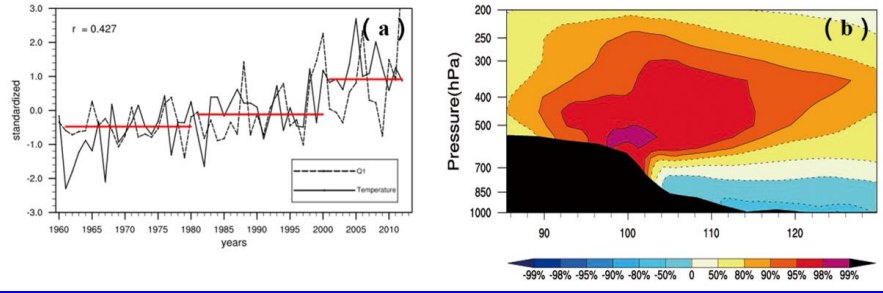 (a)
r = 0.427
3.0
2.0
1.0
0.0
-1.0
-2.0
-3.0
standardized
Q1
Temperature
1960 1965 1970 1975 1980 1985 1990 1995 2000 2005 2010
years
(b)
200
250
300
400
500
700
850
1000
Pressure(hPa)
90 100 110 120
-99% -98% -95% -80% -50% 0 50% 80% 90% 95% 98% 99%